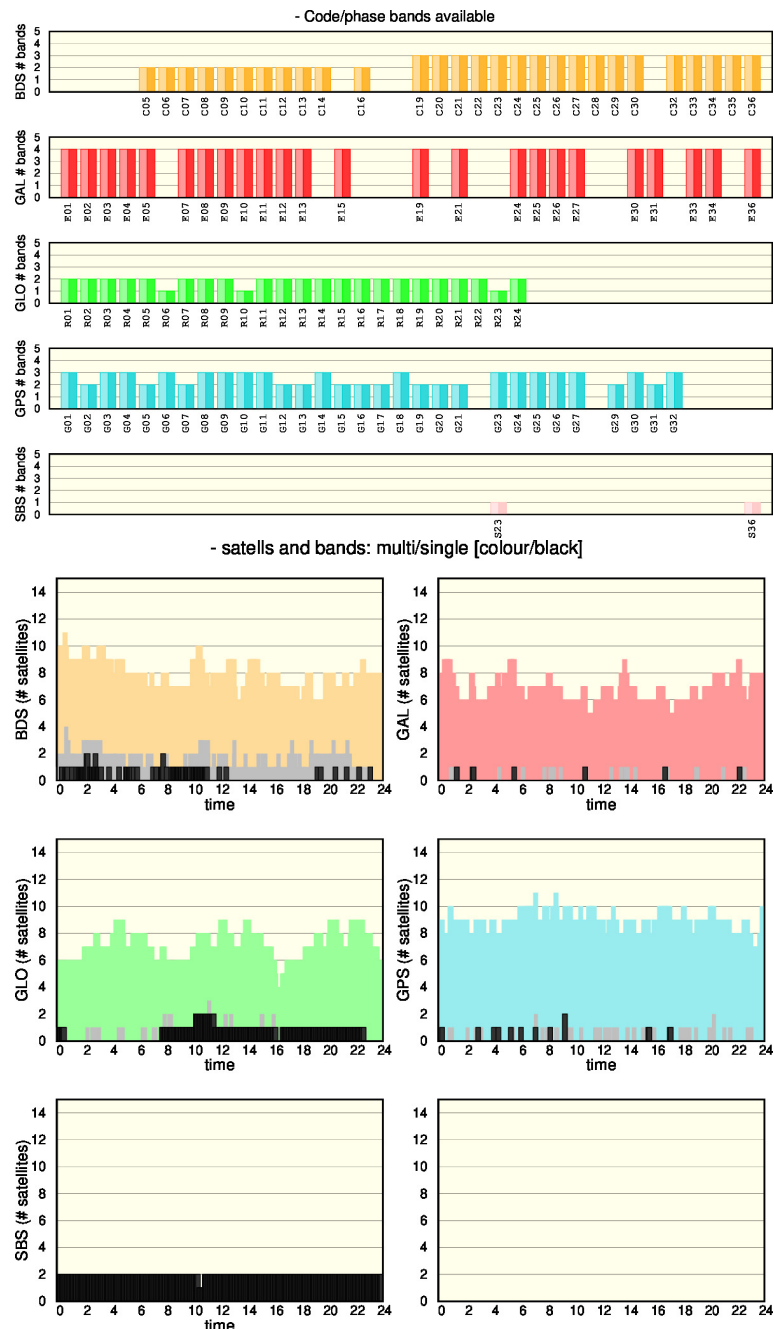 - Code/phase bands available
BDS # bands
5
4
3
2
1
0
C05 C06 C07 C08 C09 C10 C11 C12 C13 C14 C16 C19 C20 C21 C22 C23 C24 C25 C26 C27 C28 C29 C30 C32 C33 C34 C35 C36
GAL # bands
5
4
3
2
1
0
E01 E02 E03 E04 E05 E07 E08 E09 E10 E11 E12 E13 E15 E19 E21 E24 E25 E26 E27 E30 E31 E33 E34 E36
GLO # bands
5
4
3
2
1
0
R01 R02 R03 R04 R05 R06 R07 R08 R09 R10 R11 R12 R13 R14 R15 R16 R17 R18 R19 R20 R21 R22 R23 R24
GPS # bands
5
4
3
2
1
0
G01 G02 G03 G04 G05 G06 G07 G08 G09 G10 G11 G12 G13 G14 G15 G16 G17 G18 G19 G20 G21 G23 G24 G25 G26 G27 G29 G30 G31 G32
SBS # bands
5
4
3
2
1
0
S23 S36
- satells and bands: multi/single [colour/black]
BDS (# satellites)
14
12
10
8
6
4
2
0
0 2 4 6 8 10 12 14 16 18 20 22 24
time
GAL (# satellites)
14
12
10
8
6
4
2
0
0 2 4 6 8 10 12 14 16 18 20 22 24
time
GLO (# satellites)
14
12
10
8
6
4
2
0
0 2 4 6 8 10 12 14 16 18 20 22 24
time
GPS (# satellites)
14
12
10
8
6
4
2
0
0 2 4 6 8 10 12 14 16 18 20 22 24
time
SBS (# satellites)
14
12
10
8
6
4
2
0
0 2 4 6 8 10 12 14 16 18 20 22 24
time
14
12
10
8
6
4
2
0
0 2 4 6 8 10 12 14 16 18 20 22 24
time